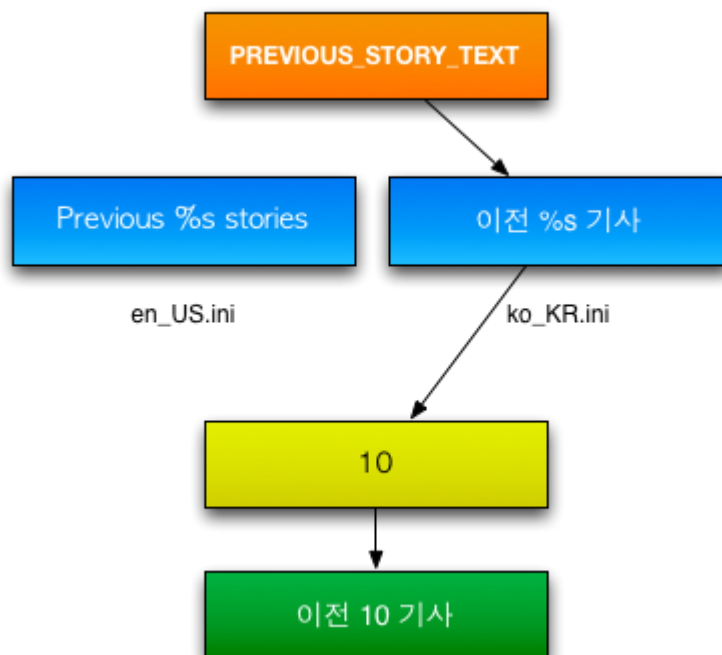 PREVIOUS_STORY_TEXT
Previous %s stories
이전 %s 기사
en_US.ini
ko_KR.ini
10
이전 10 기사